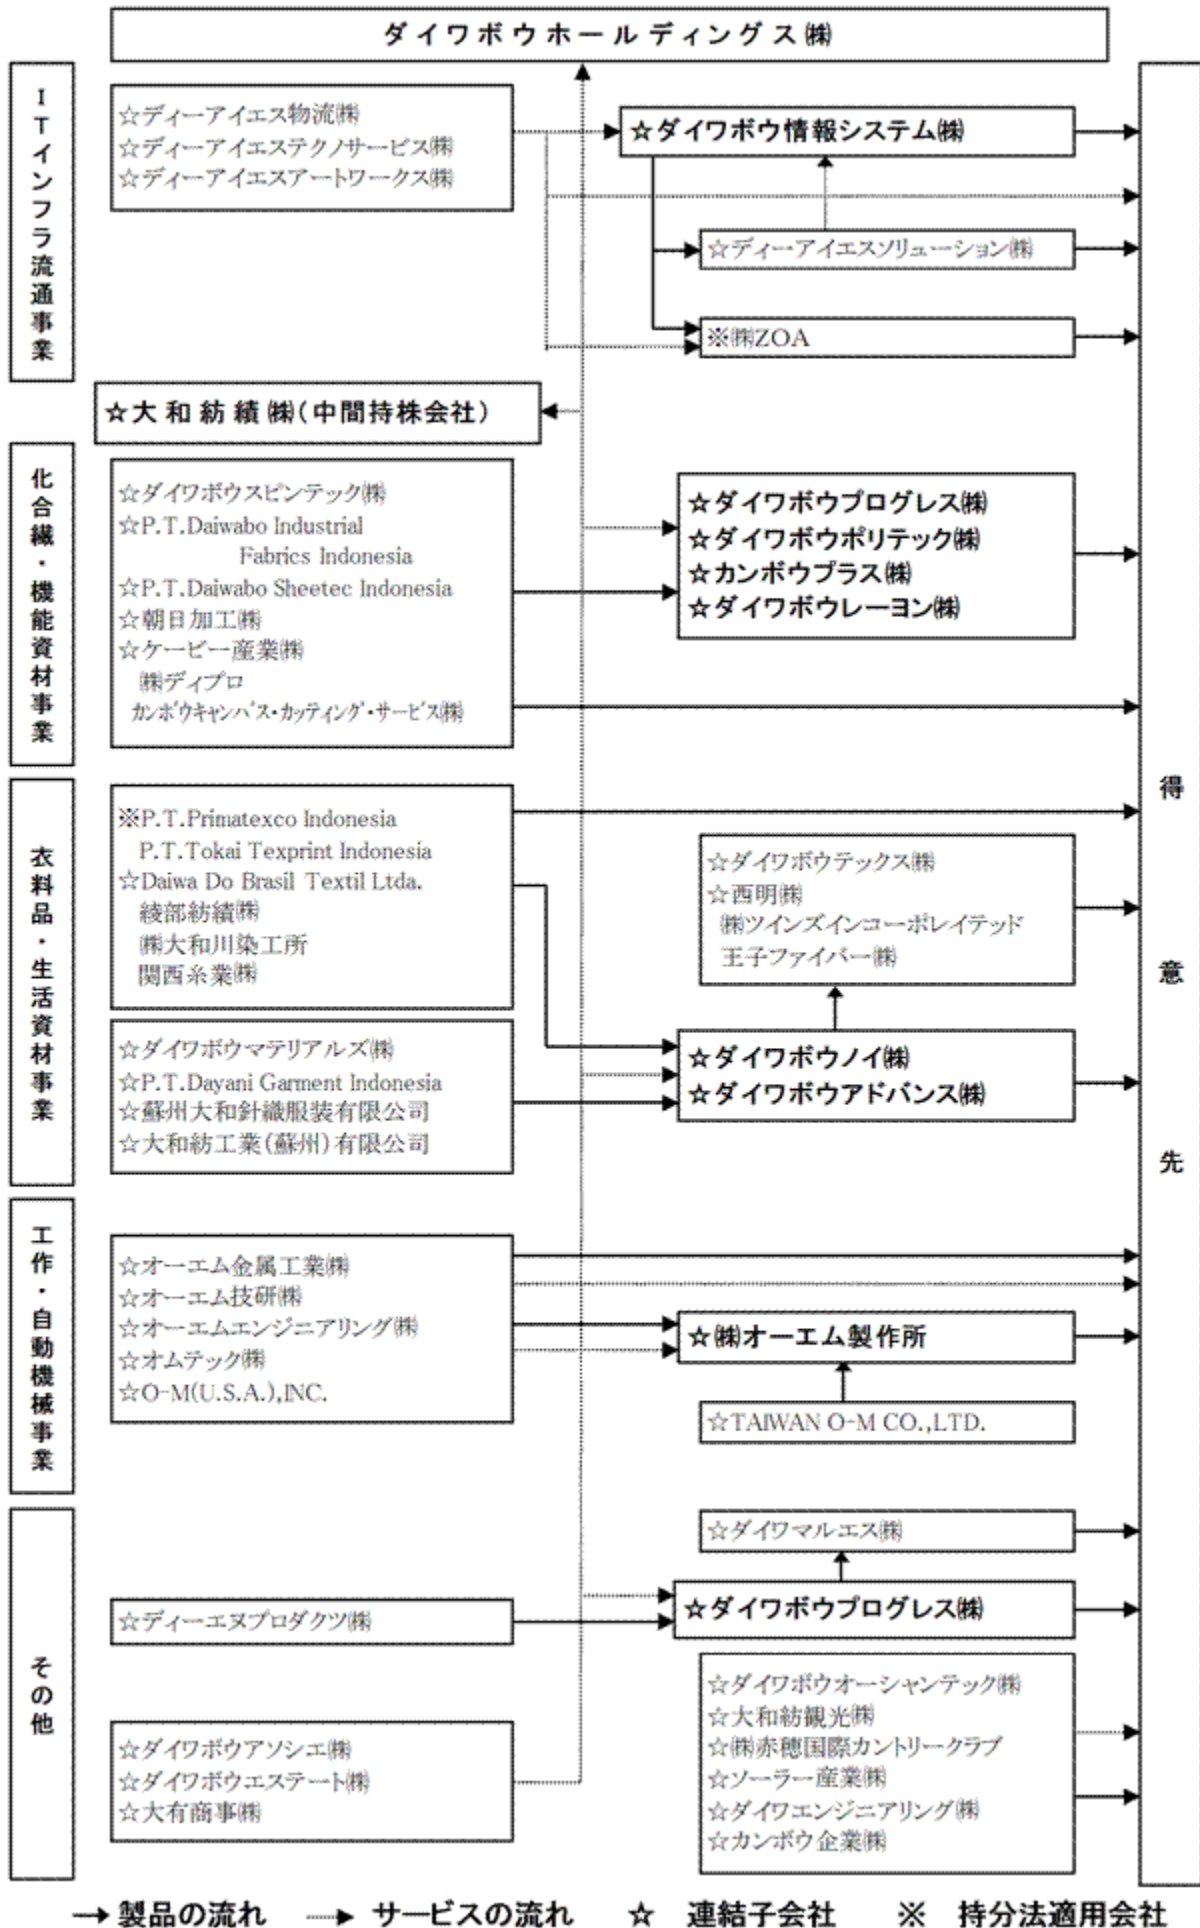 ダイワボウホールディングス㈱
ITインフラ流通事業
☆ディーアイエス物流㈱
☆ディーアイエステクノサービス㈱
☆ディーアイエスアートワークス㈱
☆ダイワボウ情報システム㈱
☆ディーアイエスソリューション㈱
※㈱ZOA
☆大和紡績㈱(中間持株会社)
化合繊・機能資材事業
☆ダイワボウスピンテック㈱
☆P.T.Daiwabo Industrial
Fabrics Indonesia
☆P.T.Daiwabo Sheetec Indonesia
☆朝日加工㈱
☆ケービー産業㈱
㈱ディプロ
カンボウキャンバス・カッティング・サービス㈱
☆ダイワボウプログレス㈱
☆ダイワボウポリテック㈱
☆カンボウプラス㈱
☆ダイワボウレーヨン㈱
衣料品・生活資材事業
※P.T.Primatexco Indonesia
P.T.Tokai Texprint Indonesia
☆Daiwa Do Brasil Textil Ltda.
綾部紡績㈱
㈱大和川染工所
関西糸業㈱
☆ダイワボウテックス㈱
☆西明㈱
㈱ツインズインコーポレイテッド
王子ファイバー㈱
☆ダイワボウマテリアルズ㈱
☆P.T.Dayani Garment Indonesia
☆蘇州大和針織服装有限公司
☆大和紡工業(蘇州)有限公司
☆ダイワボウノイ㈱
☆ダイワボウアドバンス㈱
工作・自動機械事業
☆オーエム金属工業㈱
☆オーエム技研㈱
☆オーエムエンジニアリング㈱
☆オムテック㈱
☆O-M(U.S.A.),INC.
☆㈱オーエム製作所
☆TAIWAN O-M CO.,LTD.
その他
☆ダイワマルエス㈱
☆ディーエヌプロダクツ㈱
☆ダイワボウプログレス㈱
☆ダイワボウアソシエ㈱
☆ダイワボウエステート㈱
☆大有商事㈱
☆ダイワボウオーシャンテック㈱
☆大和紡観光㈱
☆㈱赤穂国際カントリークラブ
☆ソーラー産業㈱
☆ダイワエンジニアリング㈱
☆カンボウ企業㈱
得意先
→ 製品の流れ ┈▶ サービスの流れ ☆ 連結子会社 ※ 持分法適用会社